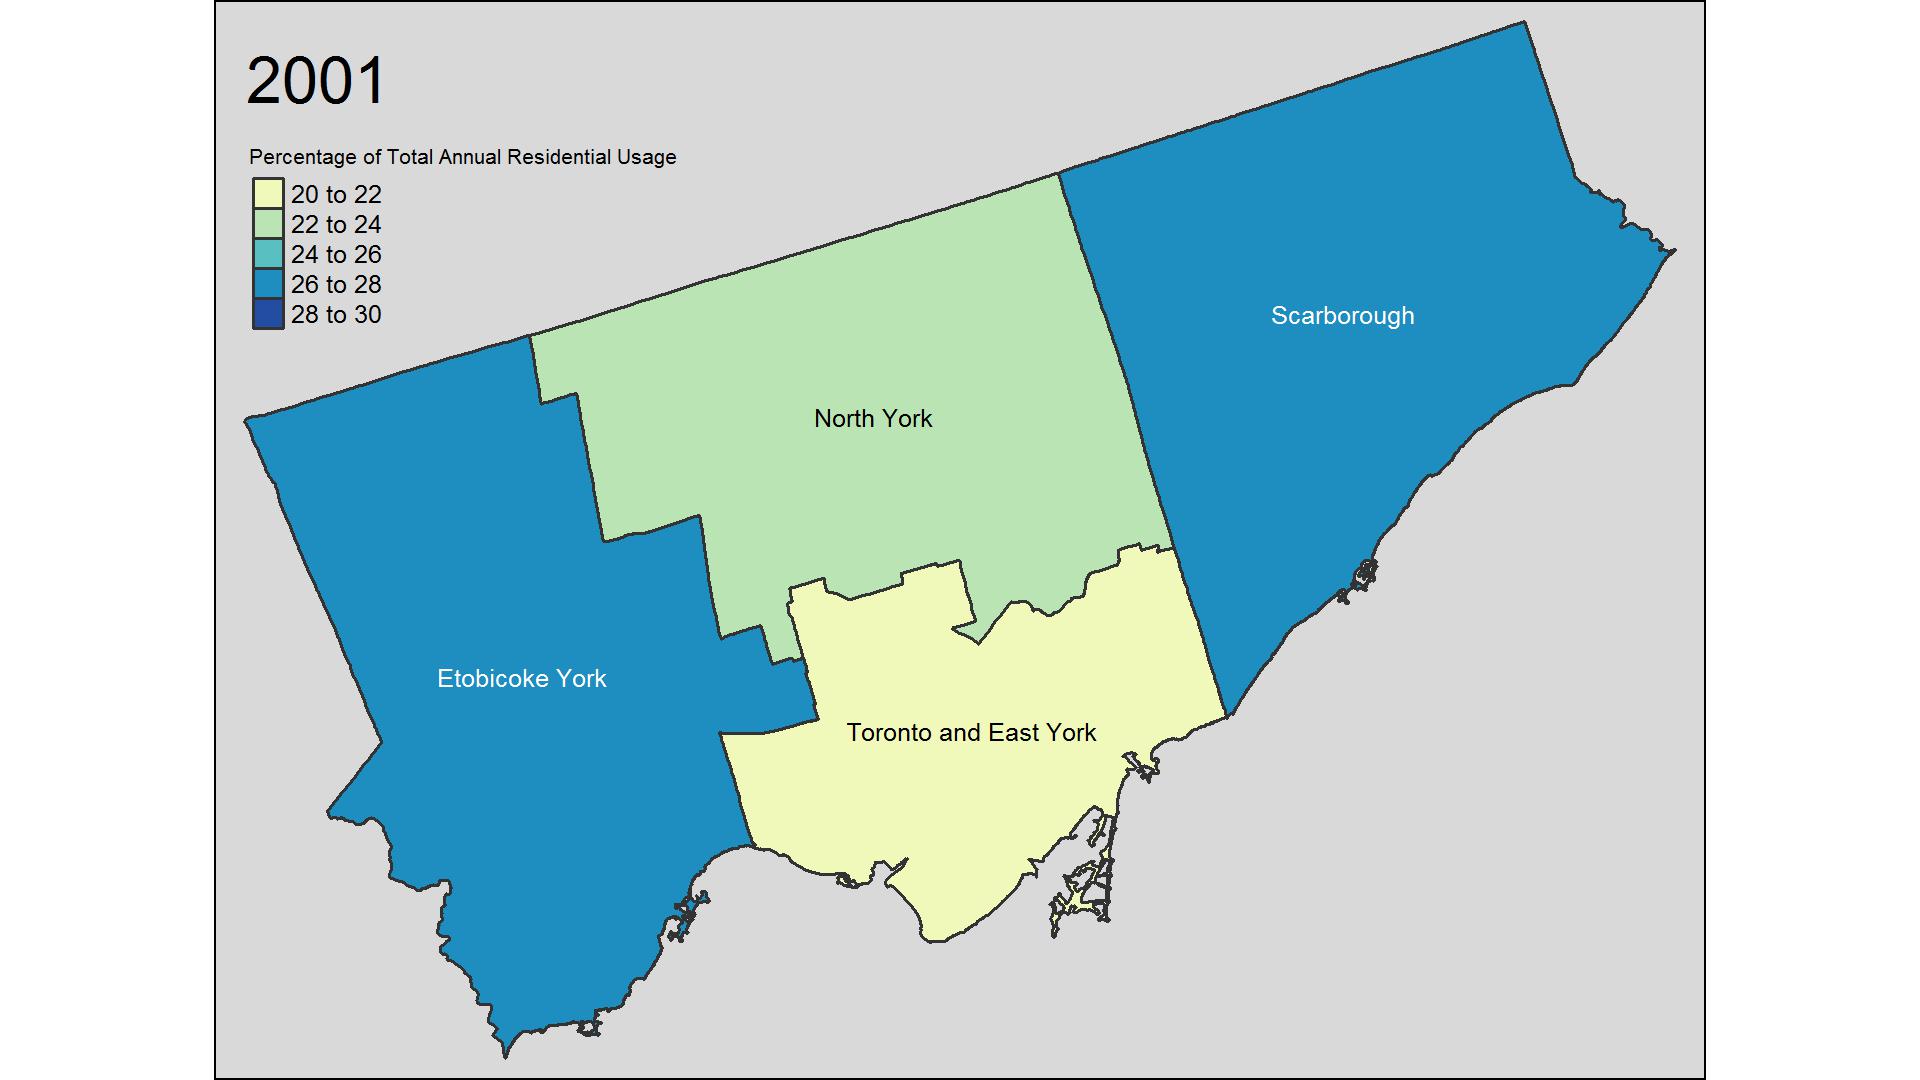 2001
Percentage of Total Annual Residential Usage
20 to 22
22 to 24
24 to 26
26 to 28
28 to 30
Scarborough
North York
Etobicoke York
Toronto and East York